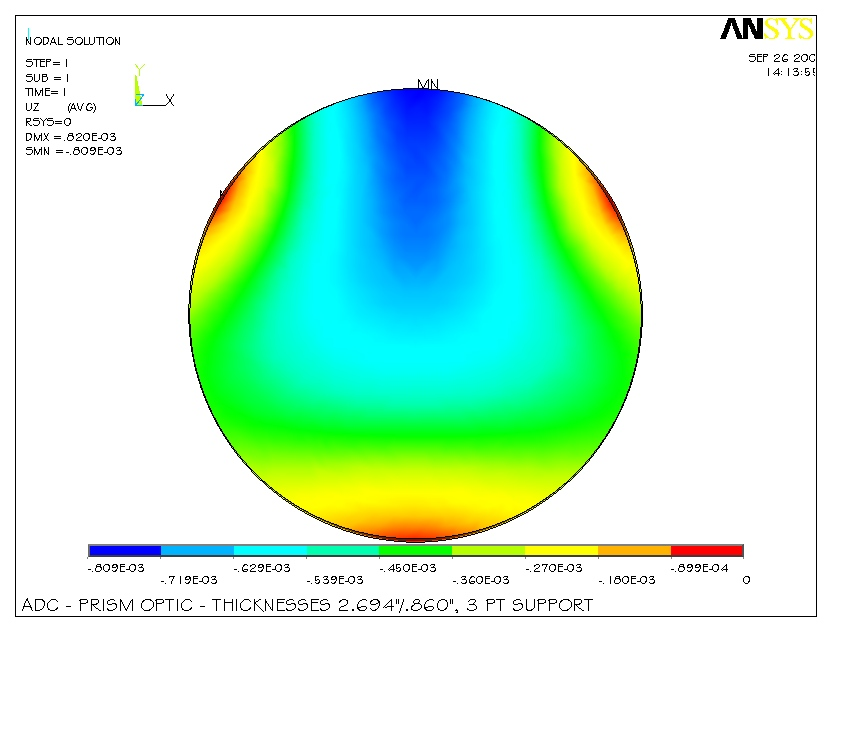 ANSYS
NODAL SOLUTION
SEP 26 200
14:13:5
STEP=1
SUB =1
TIME=1
UZ (AVG)
RSYS=0
DMX =.820E-03
SMN =-.809E-03
Y
Z X
MN
-.809E-03 -.629E-03 -.450E-03 -.270E-03 -.899E-04
-.719E-03 -.539E-03 -.360E-03 -.180E-03 0
ADC - PRISM OPTIC - THICKNESSES 2.694"/.860", 3 PT SUPPORT